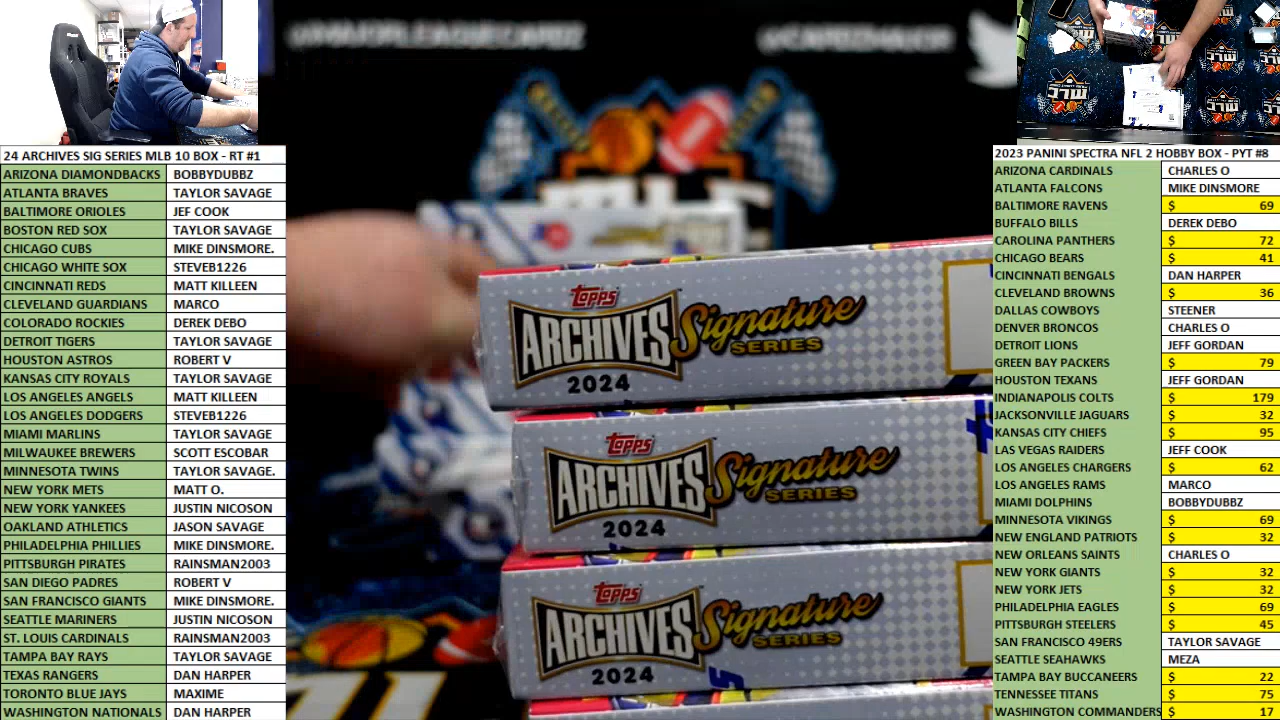 24 ARCHIVES SIG SERIES MLB 10 BOX - RT #1
ARIZONA DIAMONDBACKS BOBBYDUBBZ
ATLANTA BRAVES TAYLOR SAVAGE
BALTIMORE ORIOLES JEF COOK
BOSTON RED SOX TAYLOR SAVAGE
CHICAGO CUBS MIKE DINSMORE.
CHICAGO WHITE SOX STEVEB1226
CINCINNATI REDS MATT KILLEEN
CLEVELAND GUARDIANS MARCO
COLORADO ROCKIES DEREK DEBO
DETROIT TIGERS TAYLOR SAVAGE
HOUSTON ASTROS ROBERT V
KANSAS CITY ROYALS TAYLOR SAVAGE
LOS ANGELES ANGELS MATT KILLEEN
LOS ANGELES DODGERS STEVEB1226
MIAMI MARLINS TAYLOR SAVAGE
MILWAUKEE BREWERS SCOTT ESCOBAR
MINNESOTA TWINS TAYLOR SAVAGE.
NEW YORK METS MATT O.
NEW YORK YANKEES JUSTIN NICOSON
OAKLAND ATHLETICS JASON SAVAGE
PHILADELPHIA PHILLIES MIKE DINSMORE.
PITTSBURGH PIRATES RAINSMAN2003
SAN DIEGO PADRES ROBERT V
SAN FRANCISCO GIANTS MIKE DINSMORE.
SEATTLE MARINERS JUSTIN NICOSON
ST. LOUIS CARDINALS RAINSMAN2003
TAMPA BAY RAYS TAYLOR SAVAGE
TEXAS RANGERS DAN HARPER
TORONTO BLUE JAYS MAXIME
WASHINGTON NATIONALS DAN HARPER
Topps
ARCHIVES Signature
SERIES
2024
Topps
ARCHIVES Signature
SERIES
2024
Topps
ARCHIVES Signature
SERIES
2024
2023 PANINI SPECTRA NFL 2 HOBBY BOX - PYT #8
ARIZONA CARDINALS CHARLES O
ATLANTA FALCONS MIKE DINSMORE
BALTIMORE RAVENS $ 69
BUFFALO BILLS DEREK DEBO
CAROLINA PANTHERS $ 72
CHICAGO BEARS $ 41
CINCINNATI BENGALS DAN HARPER
CLEVELAND BROWNS $ 36
DALLAS COWBOYS STEENER
DENVER BRONCOS CHARLES O
DETROIT LIONS JEFF GORDAN
GREEN BAY PACKERS $ 79
HOUSTON TEXANS JEFF GORDAN
INDIANAPOLIS COLTS $ 179
JACKSONVILLE JAGUARS $ 32
KANSAS CITY CHIEFS $ 95
LAS VEGAS RAIDERS JEFF COOK
LOS ANGELES CHARGERS $ 62
LOS ANGELES RAMS MARCO
MIAMI DOLPHINS BOBBYDUBBZ
MINNESOTA VIKINGS $ 69
NEW ENGLAND PATRIOTS $ 32
NEW ORLEANS SAINTS CHARLES O
NEW YORK GIANTS $ 32
NEW YORK JETS $ 32
PHILADELPHIA EAGLES $ 69
PITTSBURGH STEELERS $ 45
SAN FRANCISCO 49ERS TAYLOR SAVAGE
SEATTLE SEAHAWKS MEZA
TAMPA BAY BUCCANEERS $ 22
TENNESSEE TITANS $ 75
WASHINGTON COMMANDERS $ 17